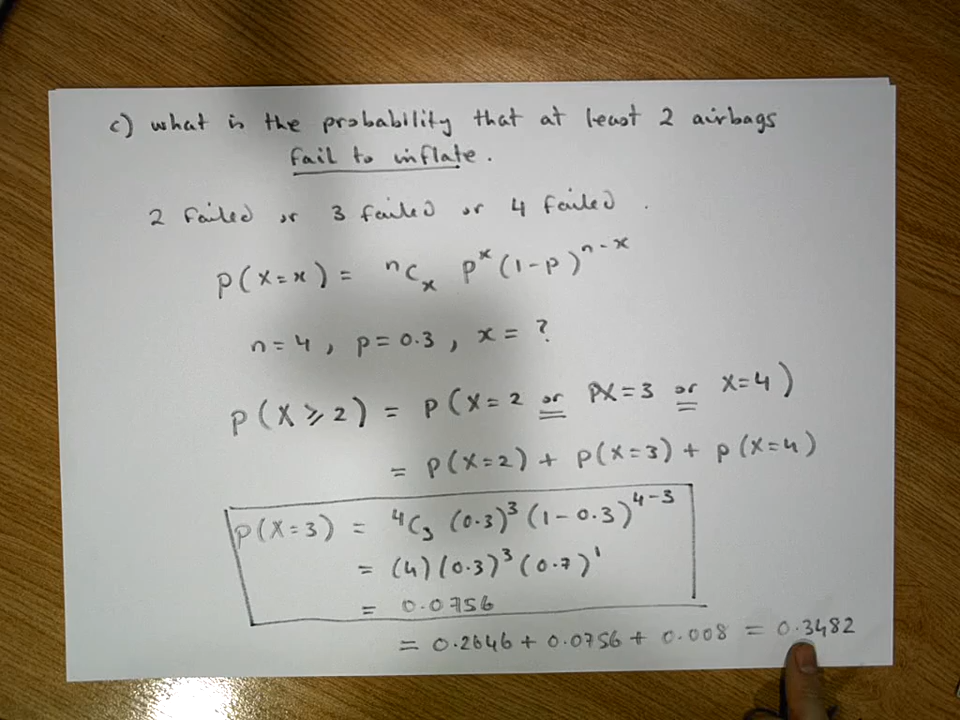 c) what is the probability that at least 2 airbags
fail to inflate.
2 failed or 3 failed or 4 failed.
p(X=x) = ⁿCₓ pˣ(1-p)ⁿ⁻ˣ
n=4, p=0.3, x=?
p(X⩾2) = p(X=2 or PX=3 or X=4)
= p(X=2) + p(X=3) + p(X=4)
p(X=3) = ⁴C₃ (0.3)³(1-0.3)⁴⁻³
= (4)(0.3)³(0.7)¹
= 0.0756
= 0.2646 + 0.0756 + 0.008 = 0.3482